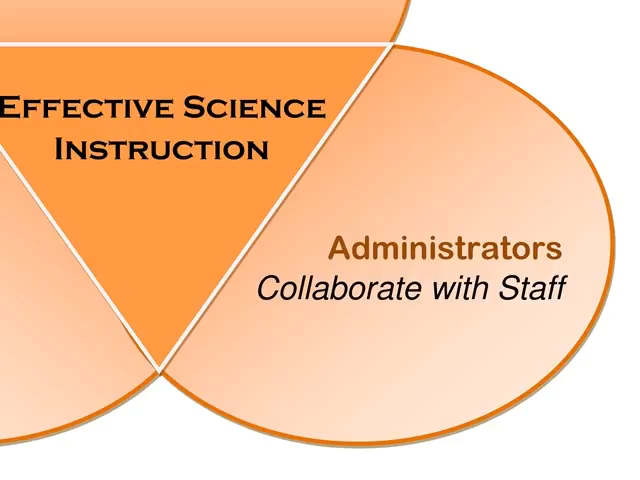 Effective Science
Instruction
Administrators
Collaborate with Staff